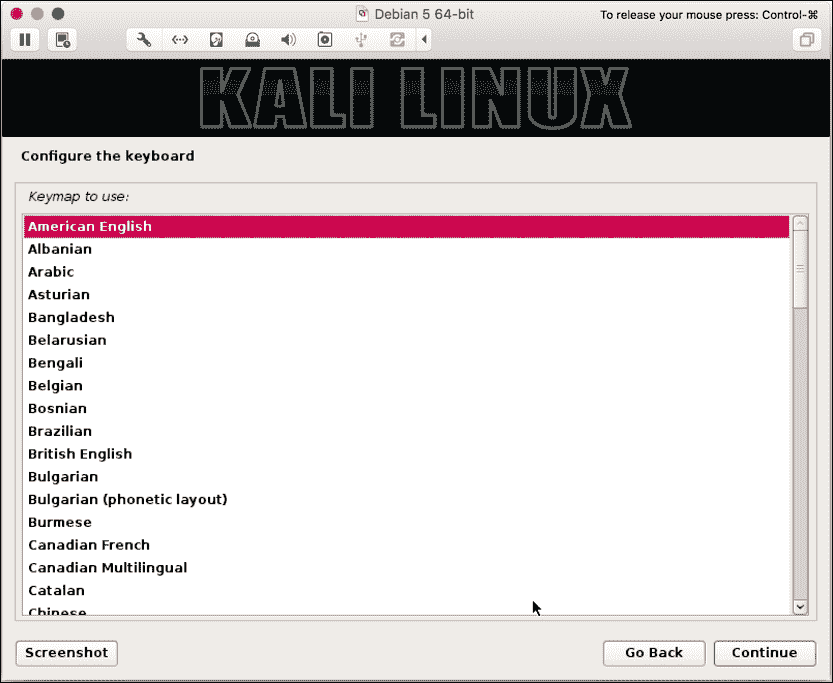 Debian 5 64-bit
To release your mouse press: Control-⌘
KALI LINUX
Configure the keyboard
Keymap to use:
American English
Albanian
Arabic
Asturian
Bangladesh
Belarusian
Bengali
Belgian
Bosnian
Brazilian
British English
Bulgarian
Bulgarian (phonetic layout)
Burmese
Canadian French
Canadian Multilingual
Catalan
Chinese
Screenshot
Go Back
Continue